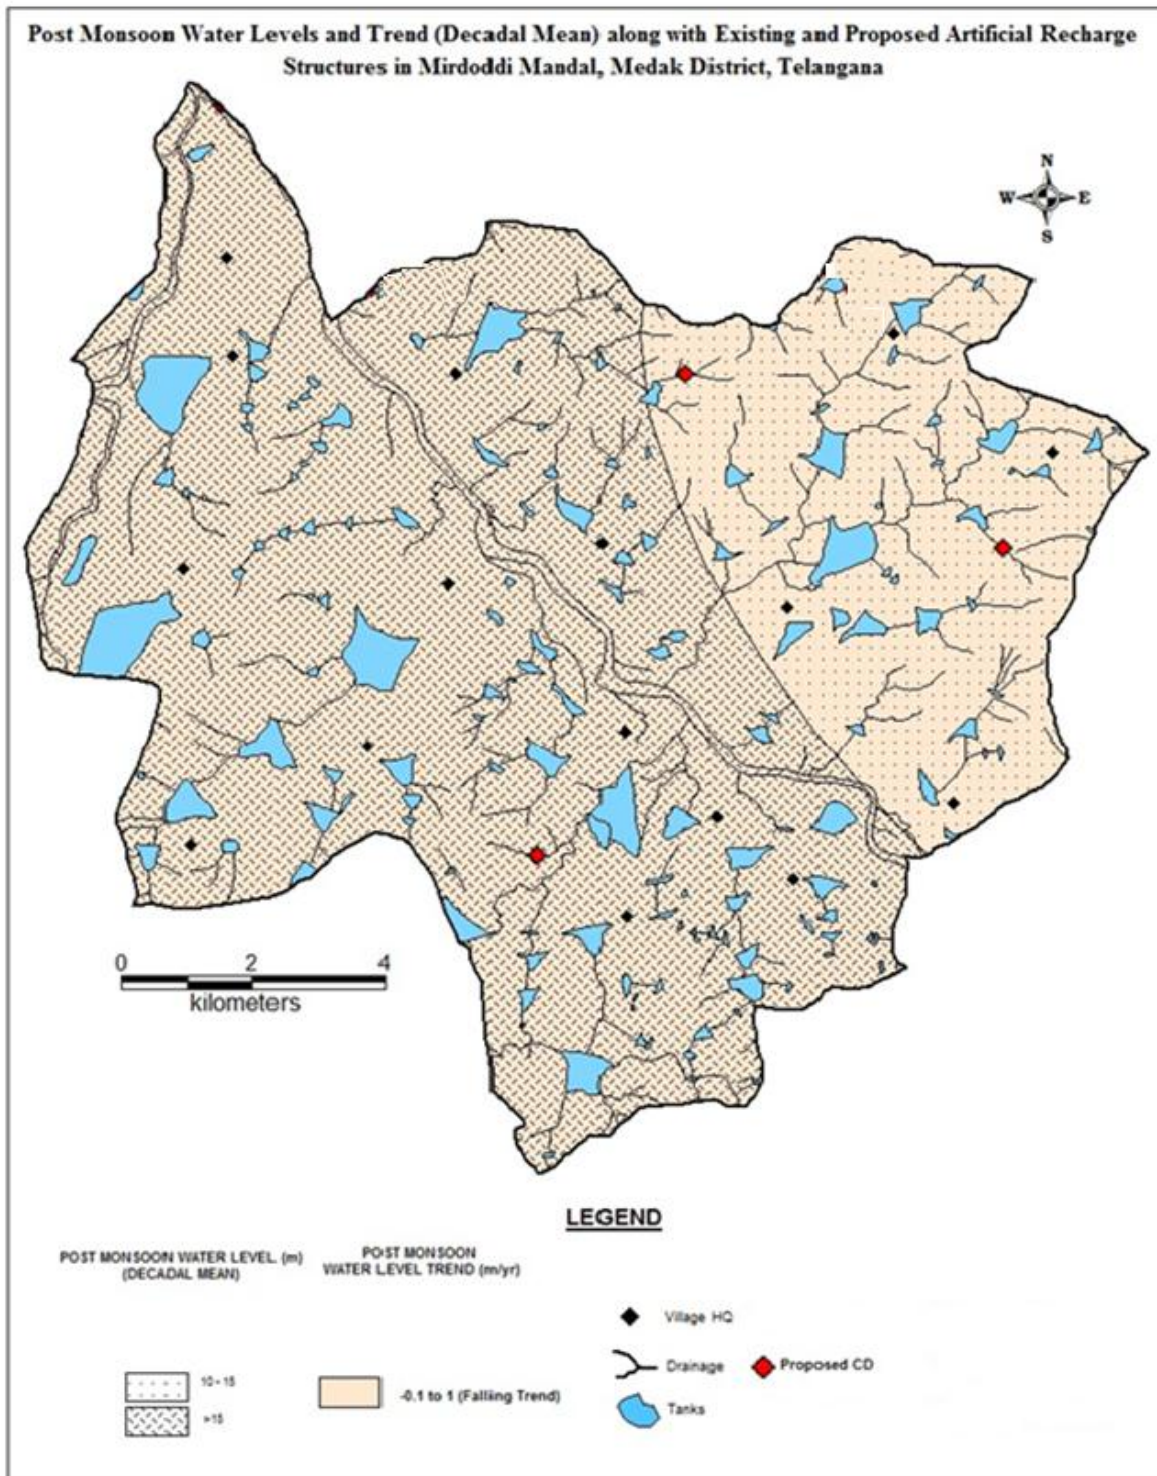 Post Monsoon Water Levels and Trend (Decadal Mean) along with Existing and Proposed Artificial Recharge
Structures in Mirdoddi Mandal, Medak District, Telangana
N
W E
S
0 2 4
kilometers
LEGEND
POST MONSOON WATER LEVEL. (m)
(DECADAL MEAN)
POST MONSOON
WATER LEVEL TREND (m/yr)
Village HQ
Drainage
Proposed CD
Tanks
10 - 15
>15
-0.1 to 1 (Falling Trend)